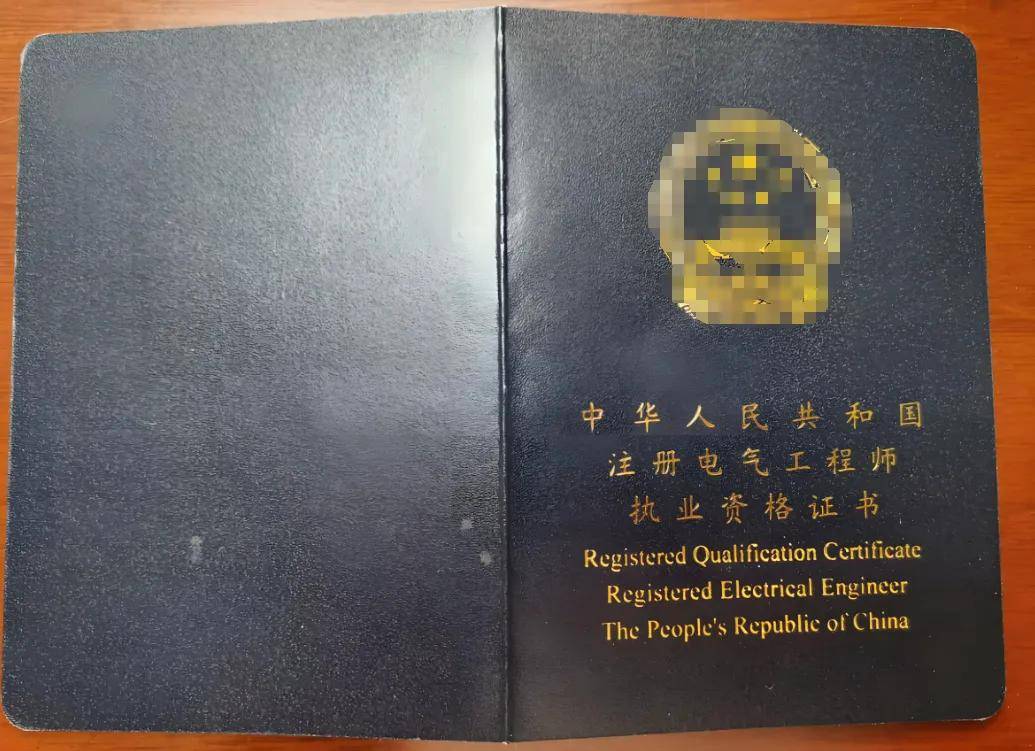 中华人民共和国
注册电气工程师
执业资格证书
Registered Qualification Certificate
Registered Electrical Engineer
The People's Republic of China